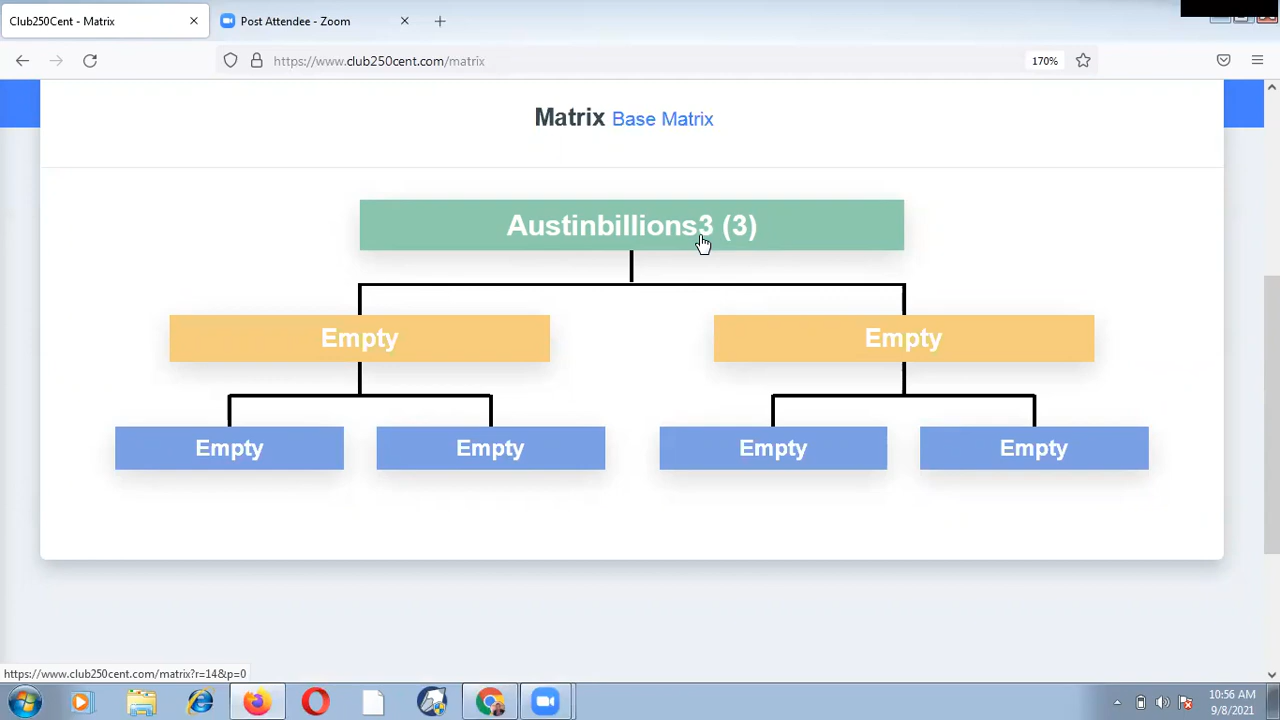 Club250Cent - Matrix
Post Attendee - Zoom
https://www.club250cent.com/matrix
170%
Matrix Base Matrix
Austinbillions3 (3)
Empty Empty
Empty Empty Empty Empty
https://www.club250cent.com/matrix?r=14&p=0
10:56 AM
9/8/2021